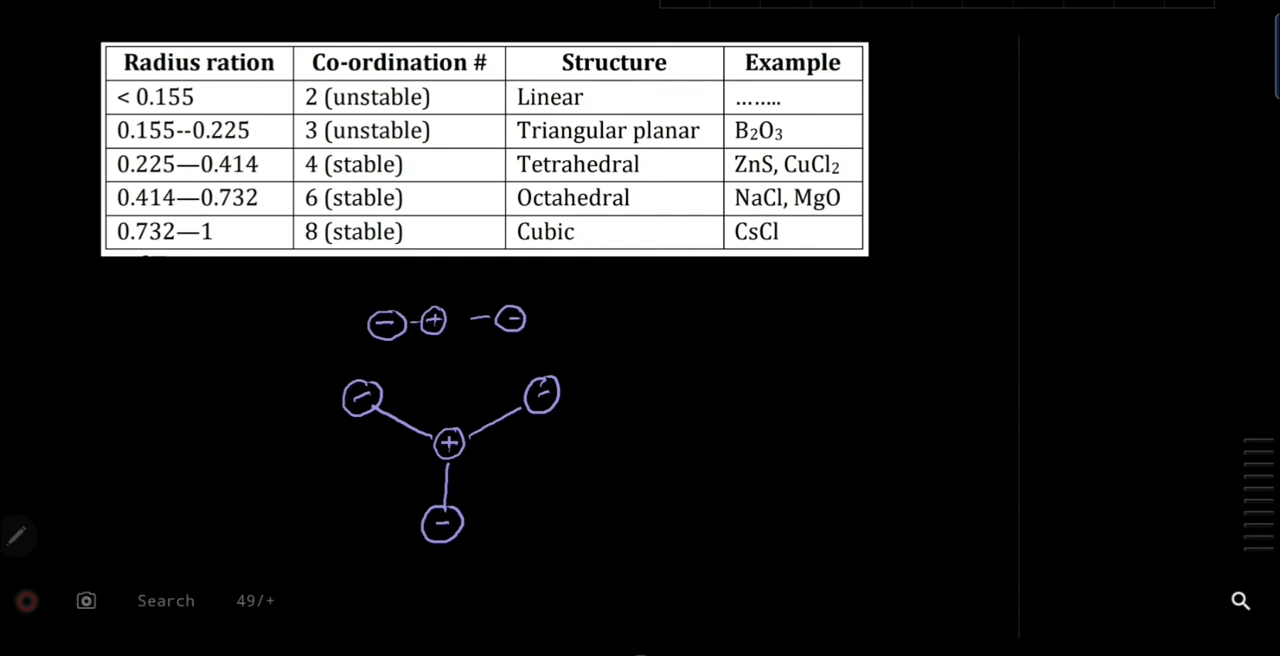 Radius ration Co-ordination # Structure Example
< 0.155 2 (unstable) Linear ........
0.155--0.225 3 (unstable) Triangular planar B₂O₃
0.225—0.414 4 (stable) Tetrahedral ZnS, CuCl₂
0.414—0.732 6 (stable) Octahedral NaCl, MgO
0.732—1 8 (stable) Cubic CsCl
- + -
- -
+
-
Search 49/+